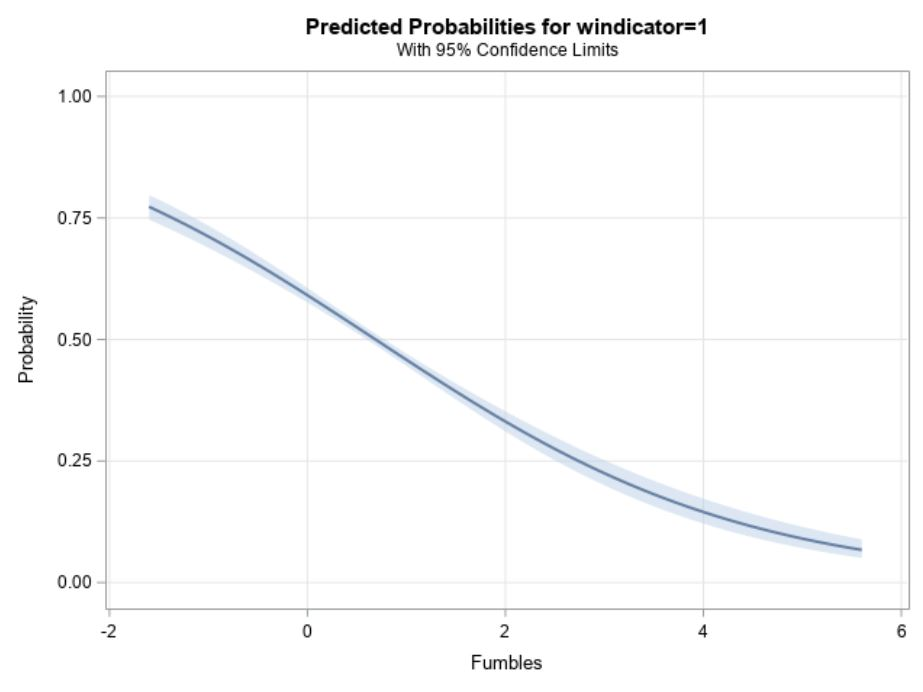 Predicted Probabilities for windicator=1
With 95% Confidence Limits
1.00
0.75
0.50
0.25
0.00
Probability
-2
0
2
4
6
Fumbles